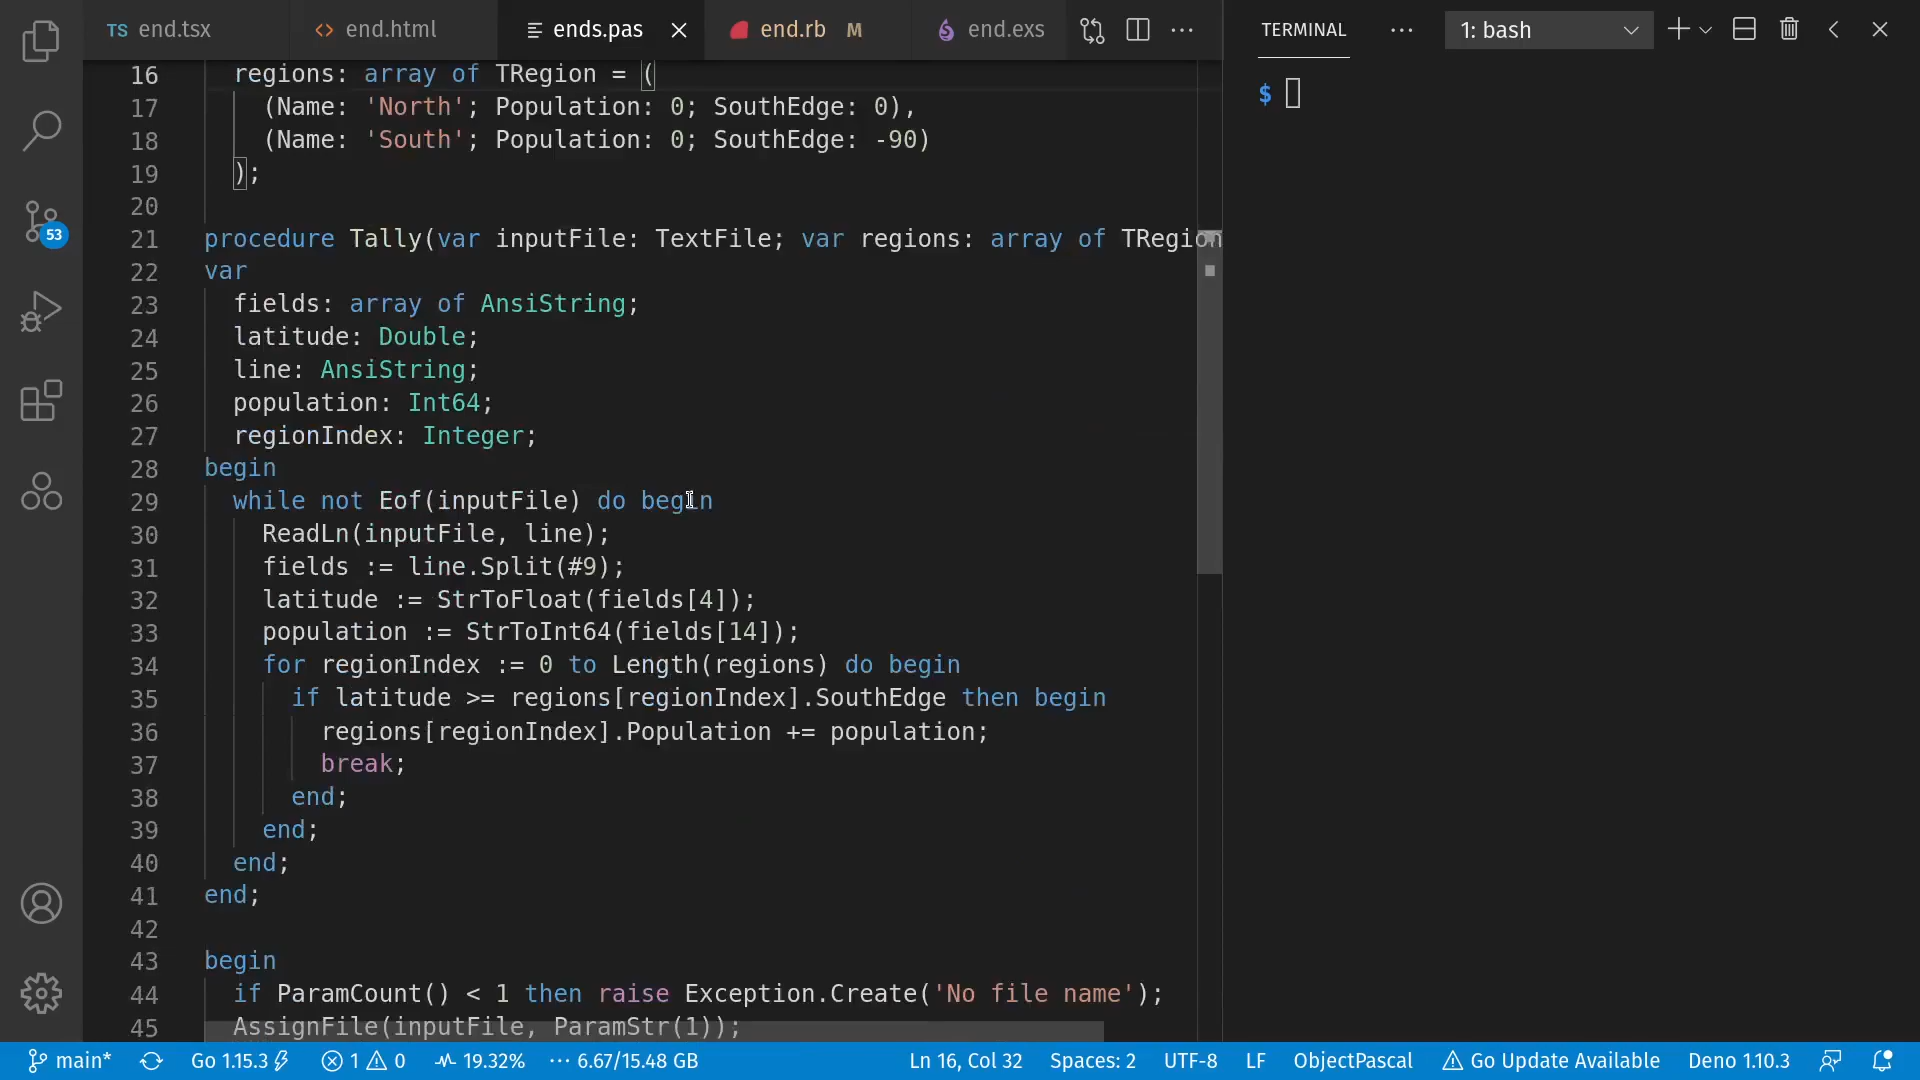 TS end.tsx <> end.html ends.pas end.rb M end.exs TERMINAL 1: bash
16 regions: array of TRegion = (
17 (Name: 'North'; Population: 0; SouthEdge: 0),
18 (Name: 'South'; Population: 0; SouthEdge: -90)
19 );
20
21 procedure Tally(var inputFile: TextFile; var regions: array of TRegion
22 var
23 fields: array of AnsiString;
24 latitude: Double;
25 line: AnsiString;
26 population: Int64;
27 regionIndex: Integer;
28 begin
29 while not Eof(inputFile) do begin
30 ReadLn(inputFile, line);
31 fields := line.Split(#9);
32 latitude := StrToFloat(fields[4]);
33 population := StrToInt64(fields[14]);
34 for regionIndex := 0 to Length(regions) do begin
35 if latitude >= regions[regionIndex].SouthEdge then begin
36 regions[regionIndex].Population += population;
37 break;
38 end;
39 end;
40 end;
41 end;
42
43 begin
44 if ParamCount() < 1 then raise Exception.Create('No file name');
45 AssignFile(inputFile, ParamStr(1));
$
53
main* Go 1.15.3 1 0 19.32% ··· 6.67/15.48 GB Ln 16, Col 32 Spaces: 2 UTF-8 LF ObjectPascal Go Update Available Deno 1.10.3